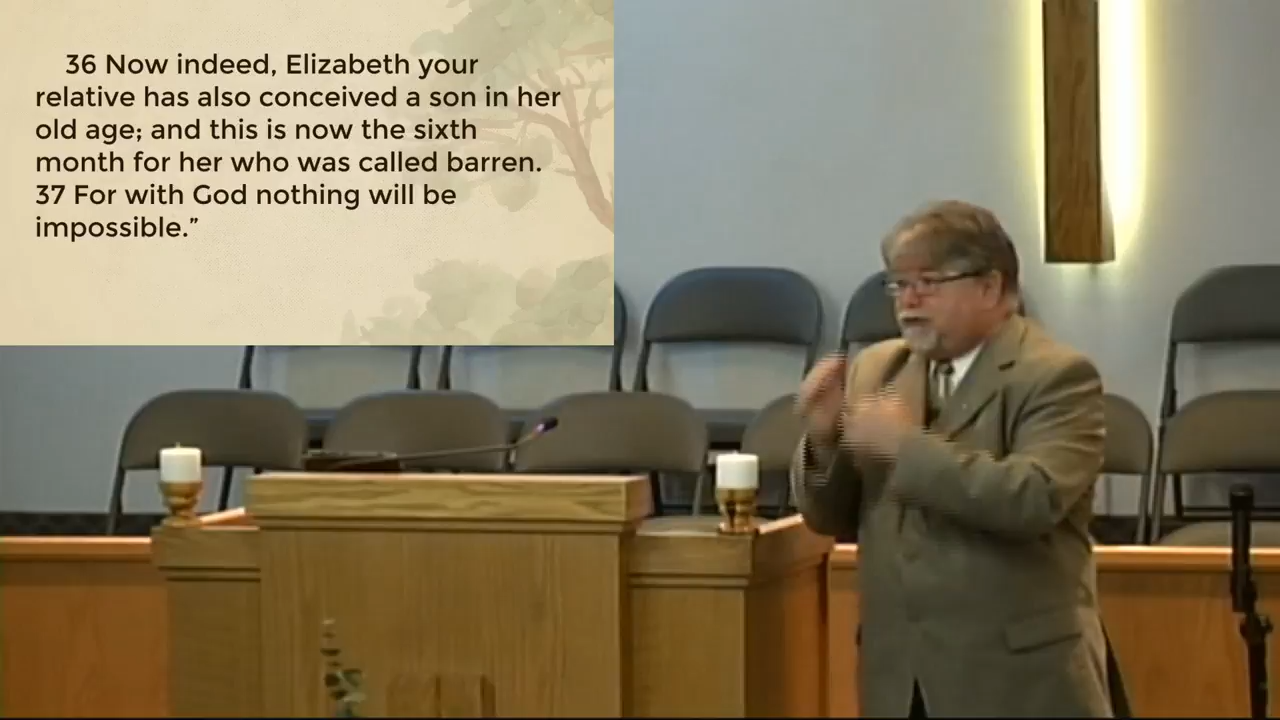 36 Now indeed, Elizabeth your
relative has also conceived a son in her
old age; and this is now the sixth
month for her who was called barren.
37 For with God nothing will be
impossible.”